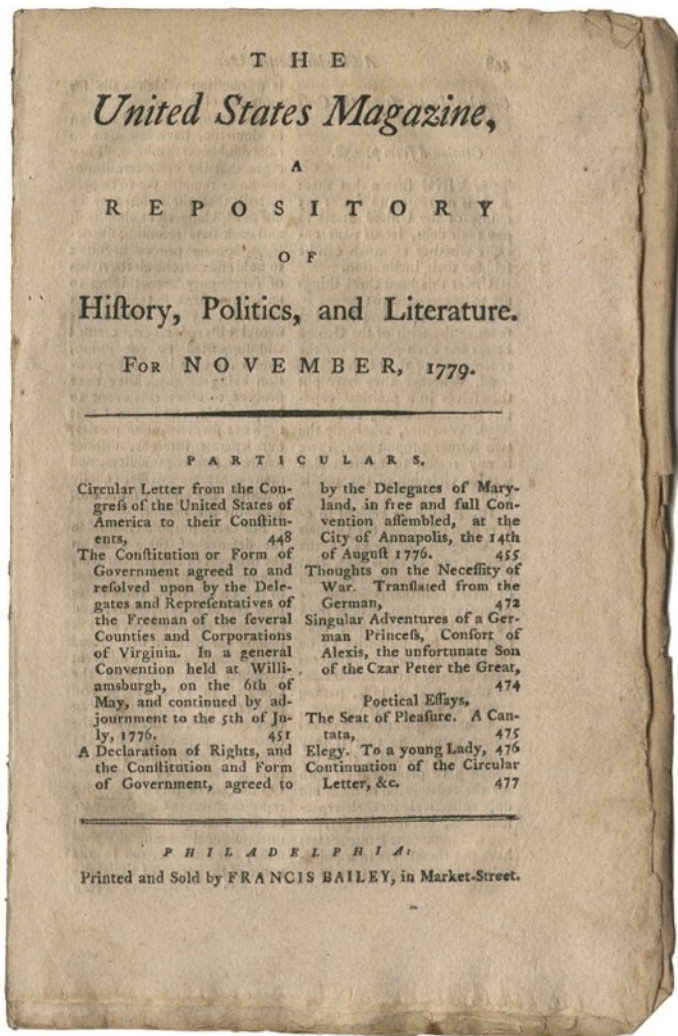 THE
United States Magazine,
A
REPOSITORY
OF
Hiſtory, Politics, and Literature.
For NOVEMBER, 1779.
PARTICULARS.
Circular Letter from the Con-
greſs of the United States of
America to their Conſtitu-
ents, 448
The Conſtitution or Form of
Government agreed to and
reſolved upon by the Dele-
gates and Repreſentatives of
the Freeman of the ſeveral
Counties and Corporations
of Virginia. In a general
Convention held at Willi-
amsburgh, on the 6th of
May, and continued by ad-
journment to the 5th of Ju-
ly, 1776. 451
A Declaration of Rights, and
the Conſtitution and Form
of Government, agreed to
by the Delegates of Mary-
land, in free and full Con-
vention aſſembled, at the
City of Annapolis, the 14th
of Auguſt 1776. 455
Thoughts on the Neceſſity of
War. Tranſlated from the
German, 472
Singular Adventures of a Ger-
man Princeſs, Conſort of
Alexis, the unfortunate Son
of the Czar Peter the Great,
474
Poetical Eſſays,
The Seat of Pleaſure. A Can-
tata, 475
Elegy. To a young Lady, 476
Continuation of the Circular
Letter, &c. 477
PHILADELPHIA:
Printed and Sold by FRANCIS BAILEY, in Market-Street.